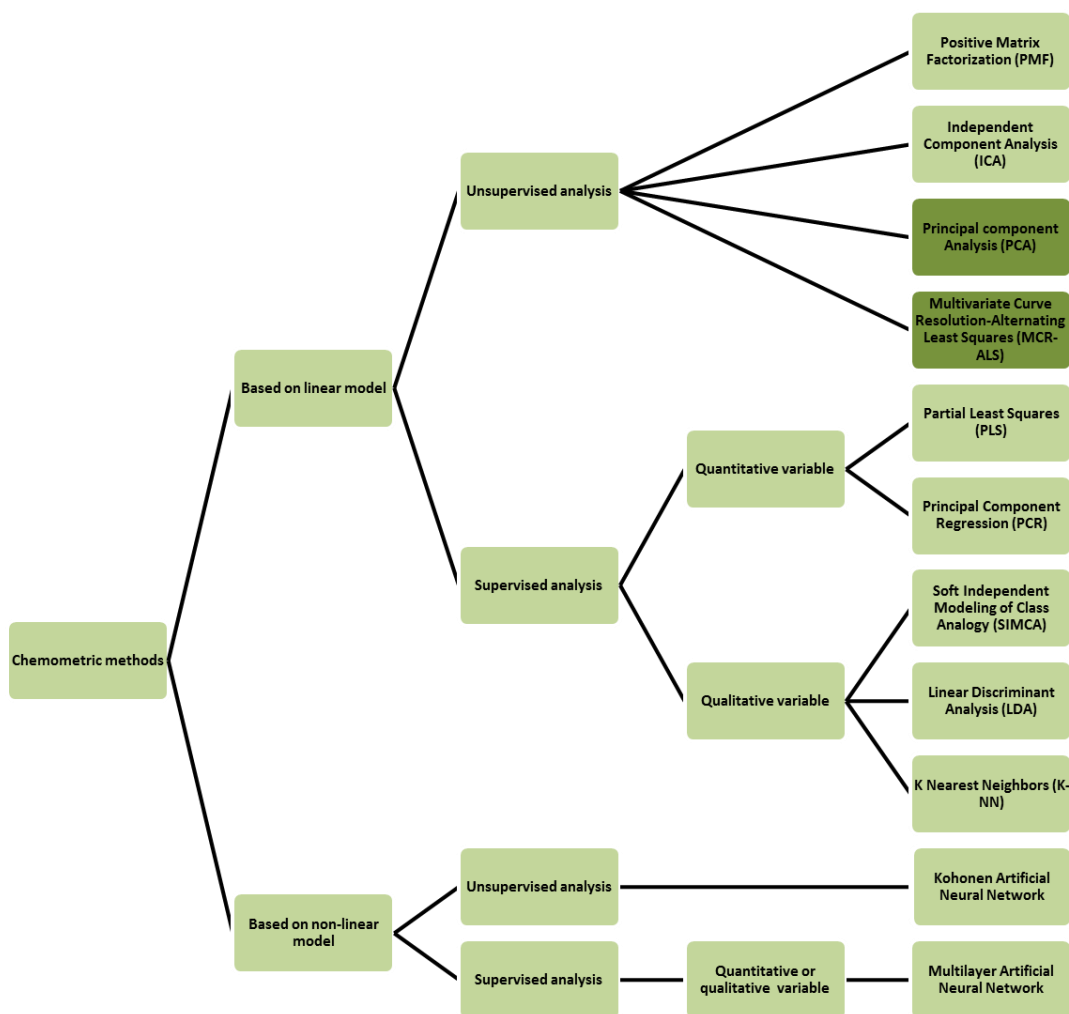 Positive Matrix
Factorization (PMF)
Independent
Component Analysis
(ICA)
Unsupervised analysis
Principal component
Analysis (PCA)
Multivariate Curve
Resolution-Alternating
Least Squares (MCR-
ALS)
Based on linear model
Partial Least Squares
(PLS)
Quantitative variable
Principal Component
Regression (PCR)
Supervised analysis
Soft Independent
Modeling of Class
Analogy (SIMCA)
Chemometric methods
Qualitative variable
Linear Discriminant
Analysis (LDA)
K Nearest Neighbors (K-
NN)
Unsupervised analysis
Kohonen Artificial
Neural Network
Based on non-linear
model
Supervised analysis
Quantitative or
qualitative  variable
Multilayer Artificial
Neural Network